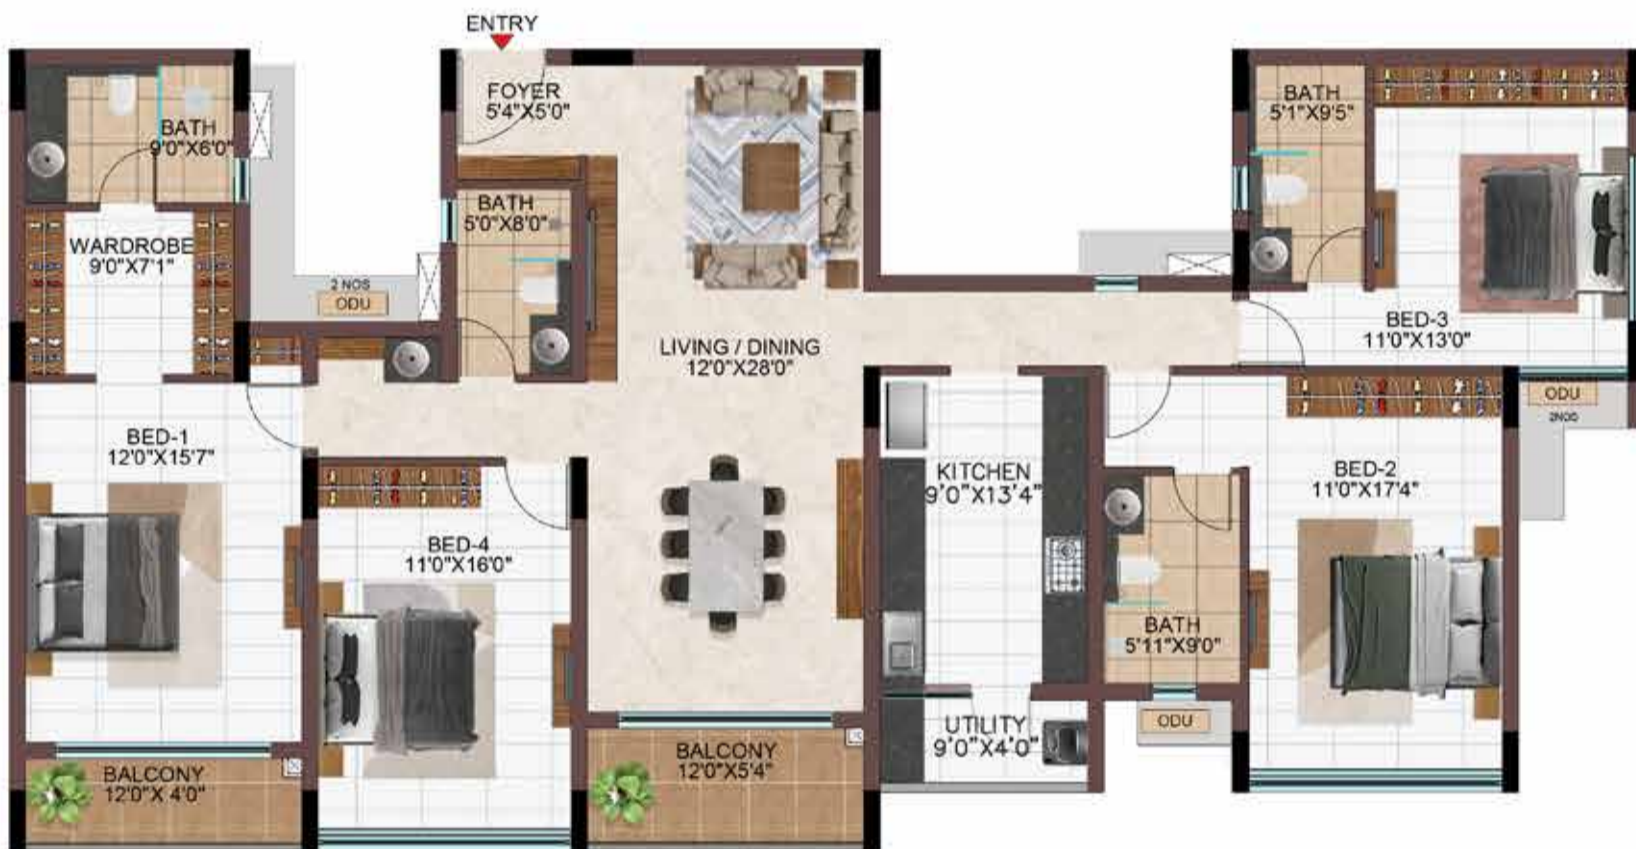 ENTRY
FOYER
5'4"X5'0"
BATH
9'0"X6'0"
BATH
5'1"X9'5"
BATH
5'0"X8'0"
WARDROBE
9'0"X7'1"
2 NOS
ODU
LIVING / DINING
12'0"X28'0"
BED-3
11'0"X13'0"
ODU
2NOS
BED-1
12'0"X15'7"
KITCHEN
9'0"X13'4"
BED-2
11'0"X17'4"
BED-4
11'0"X16'0"
BATH
5'11"X9'0"
ODU
UTILITY
9'0"X4'0"
BALCONY
12'0"X5'4"
BALCONY
12'0"X 4'0"